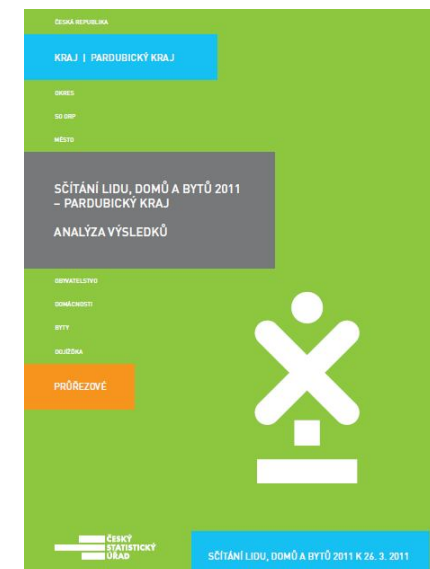 ČESKÁ REPUBLIKA
KRAJ | PARDUBICKÝ KRAJ
OKRES
SO ORP
MĚSTO
SČÍTÁNÍ LIDU, DOMŮ A BYTŮ 2011
– PARDUBICKÝ KRAJ
ANALÝZA VÝSLEDKŮ
OBYVATELSTVO
DOMÁCNOSTI
BYTY
DOJÍŽĎKA
PRŮŘEZOVÉ
ČESKÝ
STATISTICKÝ
ÚŘAD
SČÍTÁNÍ LIDU, DOMŮ A BYTŮ 2011 K 26. 3. 2011